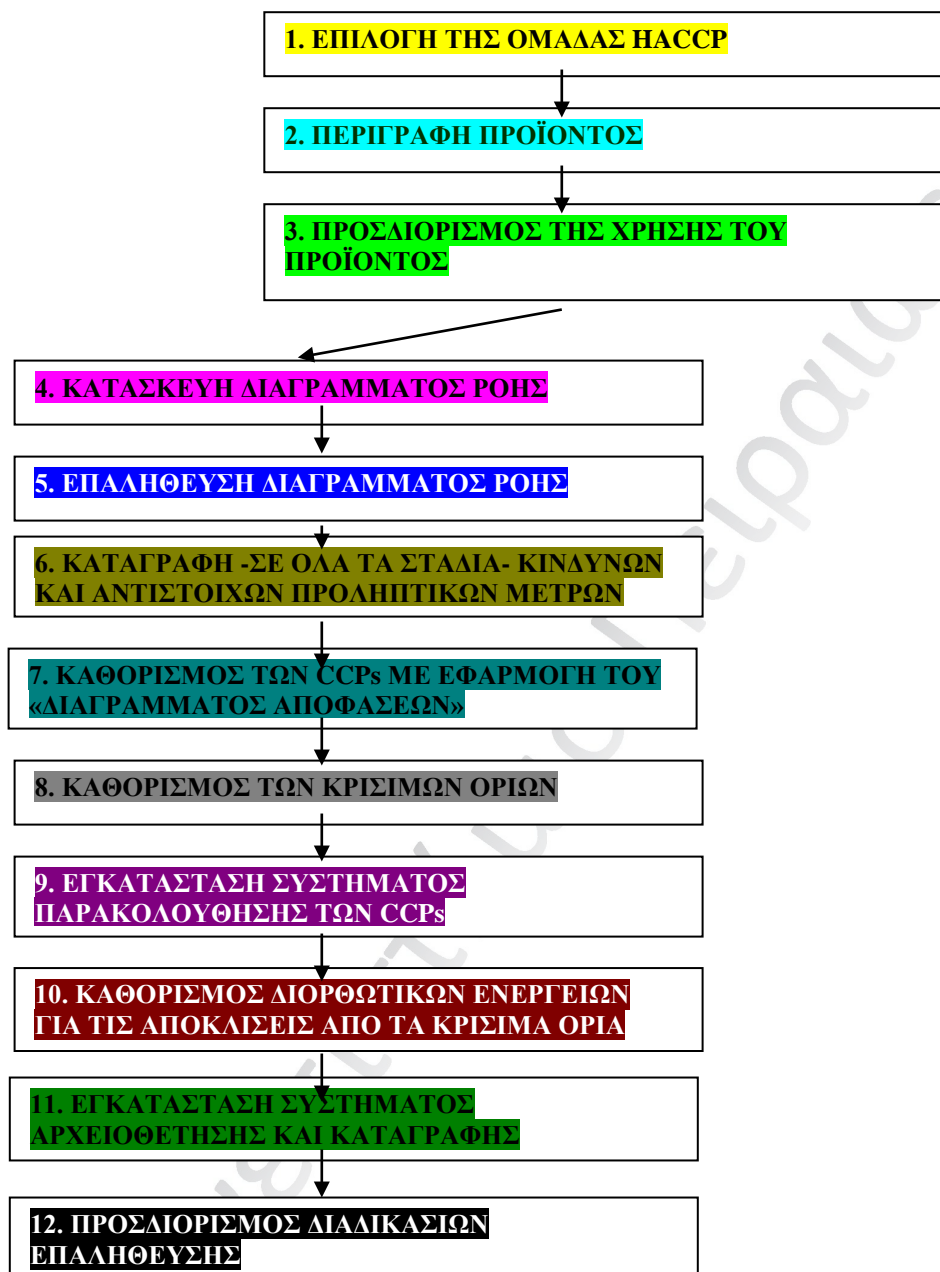 1. ΕΠΙΛΟΓΗ ΤΗΣ ΟΜΑΔΑΣ HACCP
2. ΠΕΡΙΓΡΑΦΗ ΠΡΟΪΟΝΤΟΣ
3. ΠΡΟΣΔΙΟΡΙΣΜΟΣ ΤΗΣ ΧΡΗΣΗΣ ΤΟΥ
ΠΡΟΪΟΝΤΟΣ
4. ΚΑΤΑΣΚΕΥΗ ΔΙΑΓΡΑΜΜΑΤΟΣ ΡΟΗΣ
5. ΕΠΑΛΗΘΕΥΣΗ ΔΙΑΓΡΑΜΜΑΤΟΣ ΡΟΗΣ
6. ΚΑΤΑΓΡΑΦΗ -ΣΕ ΟΛΑ ΤΑ ΣΤΑΔΙΑ- ΚΙΝΔΥΝΩΝ
ΚΑΙ ΑΝΤΙΣΤΟΙΧΩΝ ΠΡΟΛΗΠΤΙΚΩΝ ΜΕΤΡΩΝ
7. ΚΑΘΟΡΙΣΜΟΣ ΤΩΝ CCPs ΜΕ ΕΦΑΡΜΟΓΗ ΤΟΥ
«ΔΙΑΓΡΑΜΜΑΤΟΣ ΑΠΟΦΑΣΕΩΝ»
8. ΚΑΘΟΡΙΣΜΟΣ ΤΩΝ ΚΡΙΣΙΜΩΝ ΟΡΙΩΝ
9. ΕΓΚΑΤΑΣΤΑΣΗ ΣΥΣΤΗΜΑΤΟΣ
ΠΑΡΑΚΟΛΟΥΘΗΣΗΣ ΤΩΝ CCPs
10. ΚΑΘΟΡΙΣΜΟΣ ΔΙΟΡΘΩΤΙΚΩΝ ΕΝΕΡΓΕΙΩΝ
ΓΙΑ ΤΙΣ ΑΠΟΚΛΙΣΕΙΣ ΑΠΟ ΤΑ ΚΡΙΣΙΜΑ ΟΡΙΑ
11. ΕΓΚΑΤΑΣΤΑΣΗ ΣΥΣΤΗΜΑΤΟΣ
ΑΡΧΕΙΟΘΕΤΗΣΗΣ ΚΑΙ ΚΑΤΑΓΡΑΦΗΣ
12. ΠΡΟΣΔΙΟΡΙΣΜΟΣ ΔΙΑΔΙΚΑΣΙΩΝ
ΕΠΑΛΗΘΕΥΣΗΣ